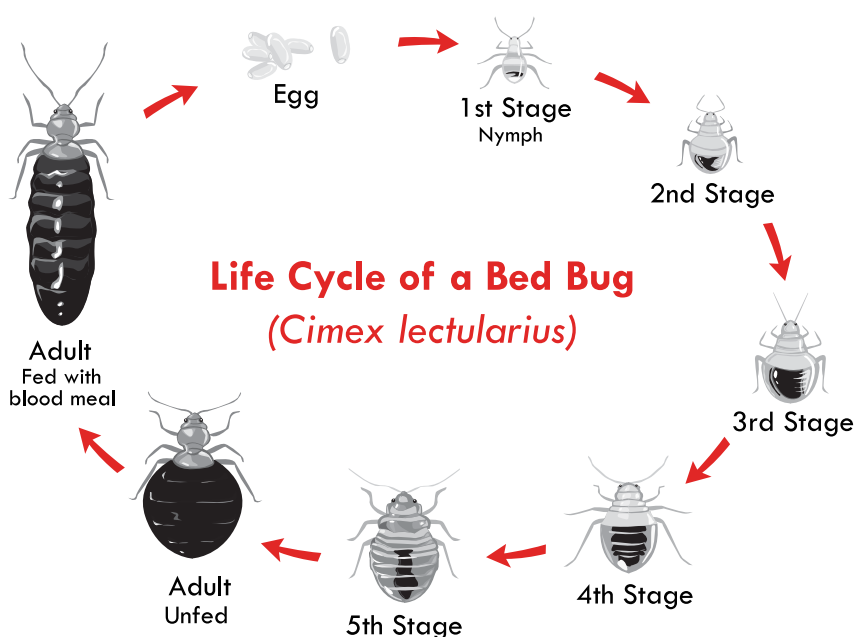 Egg
1st Stage
Nymph
2nd Stage
Life Cycle of a Bed Bug
(Cimex lectularius)
3rd Stage
4th Stage
5th Stage
Adult
Unfed
Adult
Fed with
blood meal